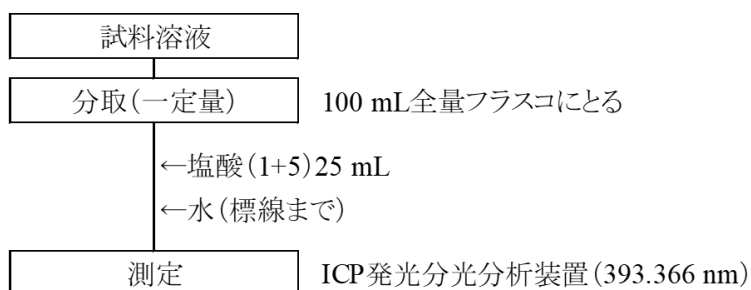 試料溶液
分取(一定量) 100 mL全量フラスコにとる
←塩酸(1+5)25 mL
←水(標線まで)
測定 ICP発光分光分析装置(393.366 nm)